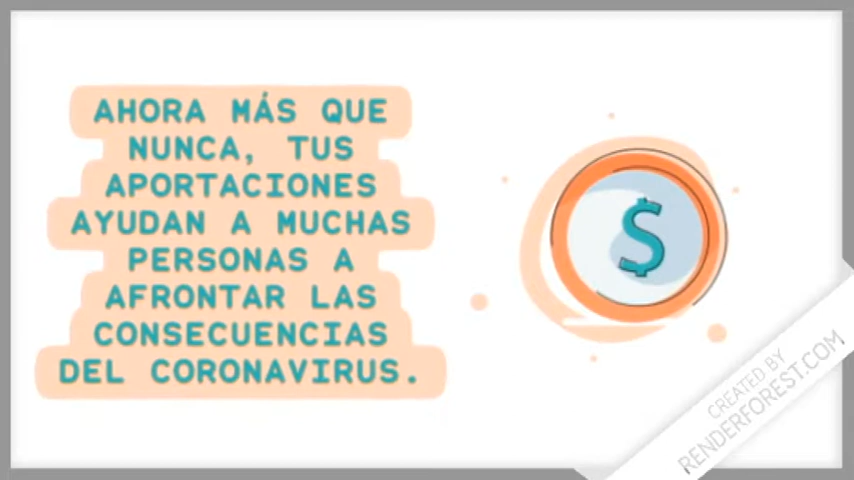 AHORA MÁS QUE
NUNCA, TUS
APORTACIONES
AYUDAN A MUCHAS
PERSONAS A
AFRONTAR LAS
CONSECUENCIAS
DEL CORONAVIRUS.
$
CREATED BY
RENDERFOREST.COM